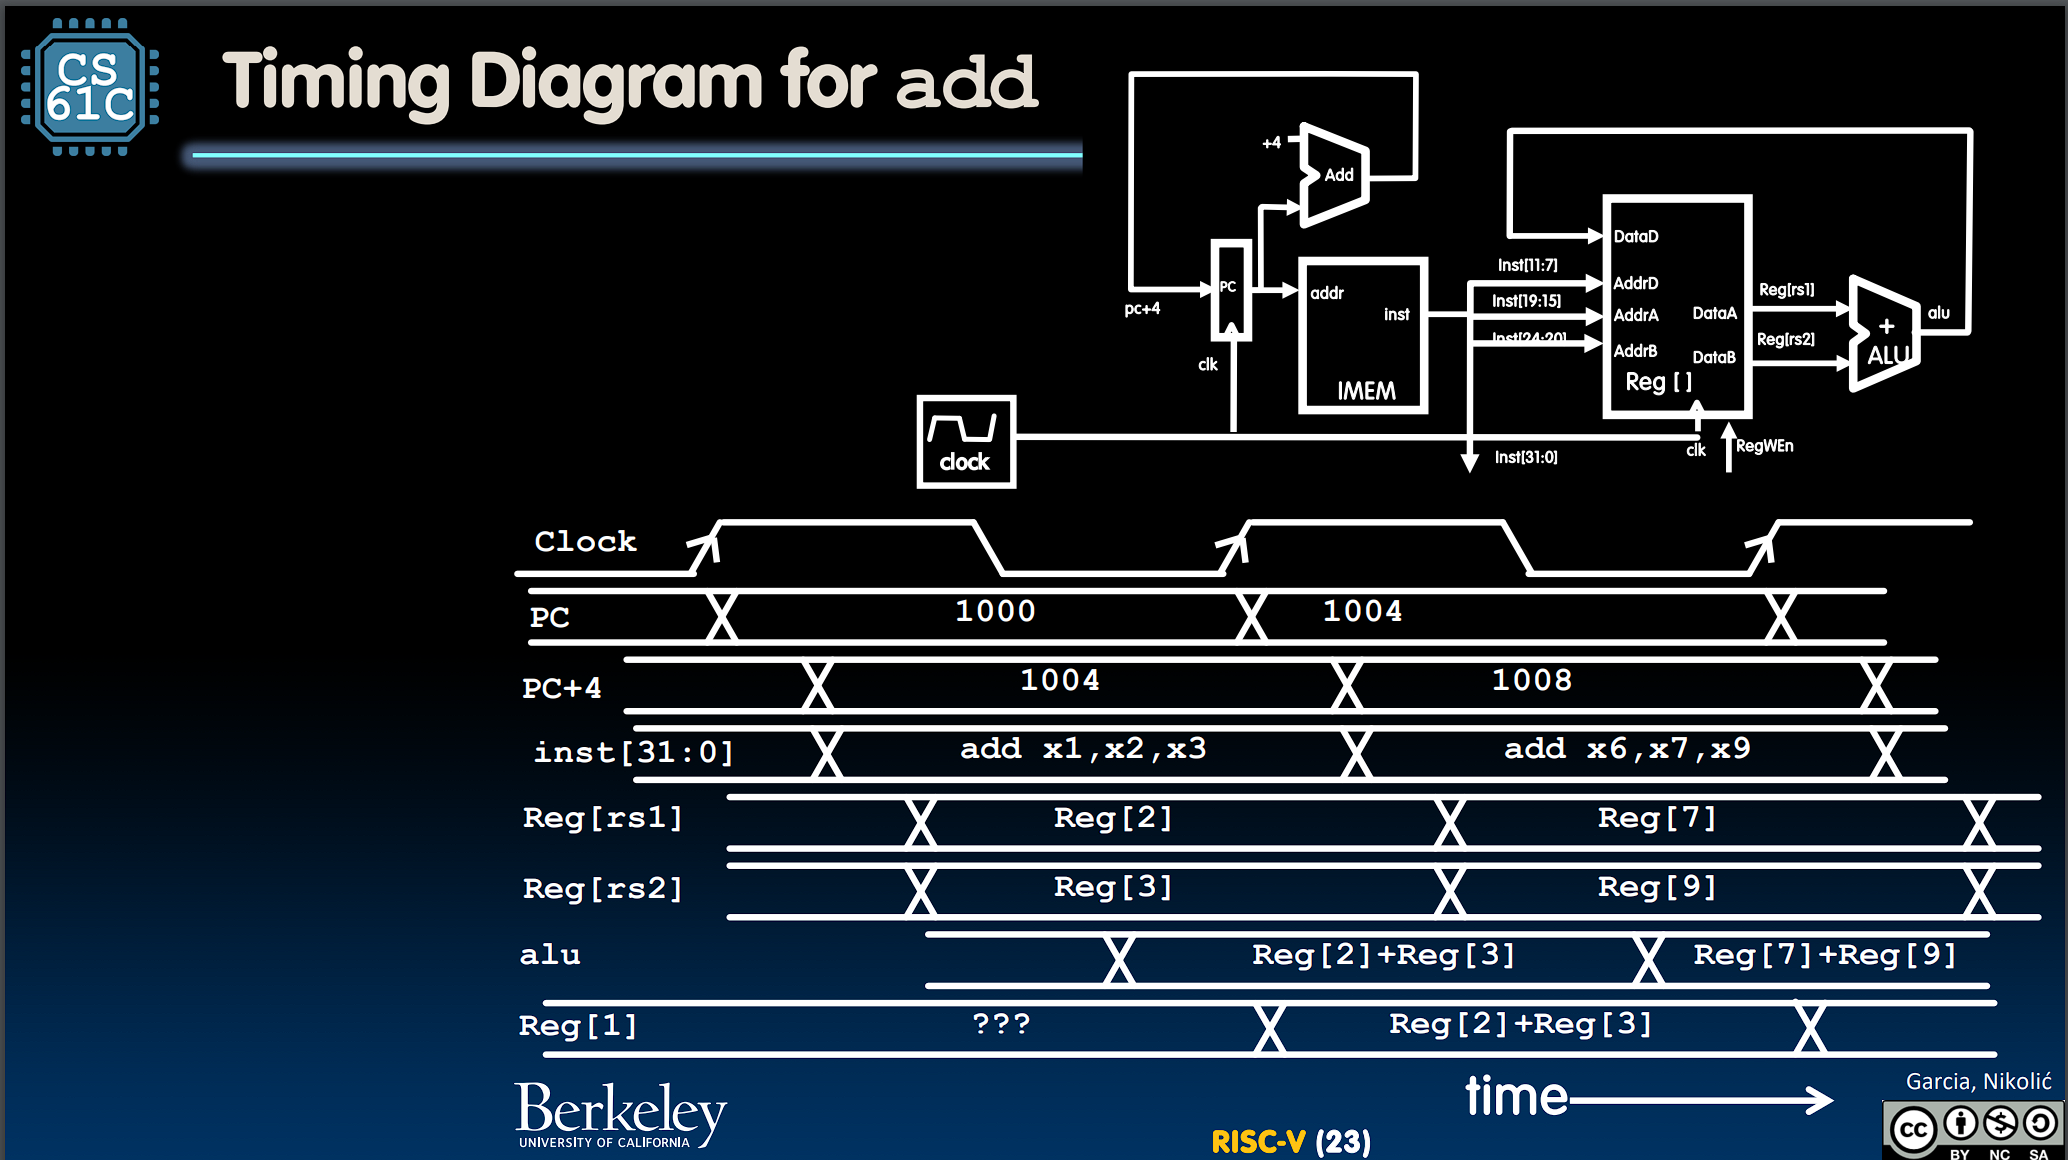 CS
61C
Timing Diagram for add
+4
Add
DataD
Inst[11:7]
AddrD
PC
addr
Inst[19:15]
Reg[rs1]
pc+4
inst
AddrA
DataA
alu
+
Inst[24:20]
AddrB
DataB
Reg[rs2]
ALU
clk
IMEM
Reg []
clock
clk
RegWEn
Inst[31:0]
Clock
PC
1000
1004
PC+4
1004
1008
inst[31:0]
add x1,x2,x3
add x6,x7,x9
Reg[rs1]
Reg[2]
Reg[7]
Reg[rs2]
Reg[3]
Reg[9]
alu
Reg[2]+Reg[3]
Reg[7]+Reg[9]
Reg[1]
???
Reg[2]+Reg[3]
time
Berkeley
UNIVERSITY OF CALIFORNIA
RISC-V (23)
Garcia, Nikolić
cc
BY NC SA